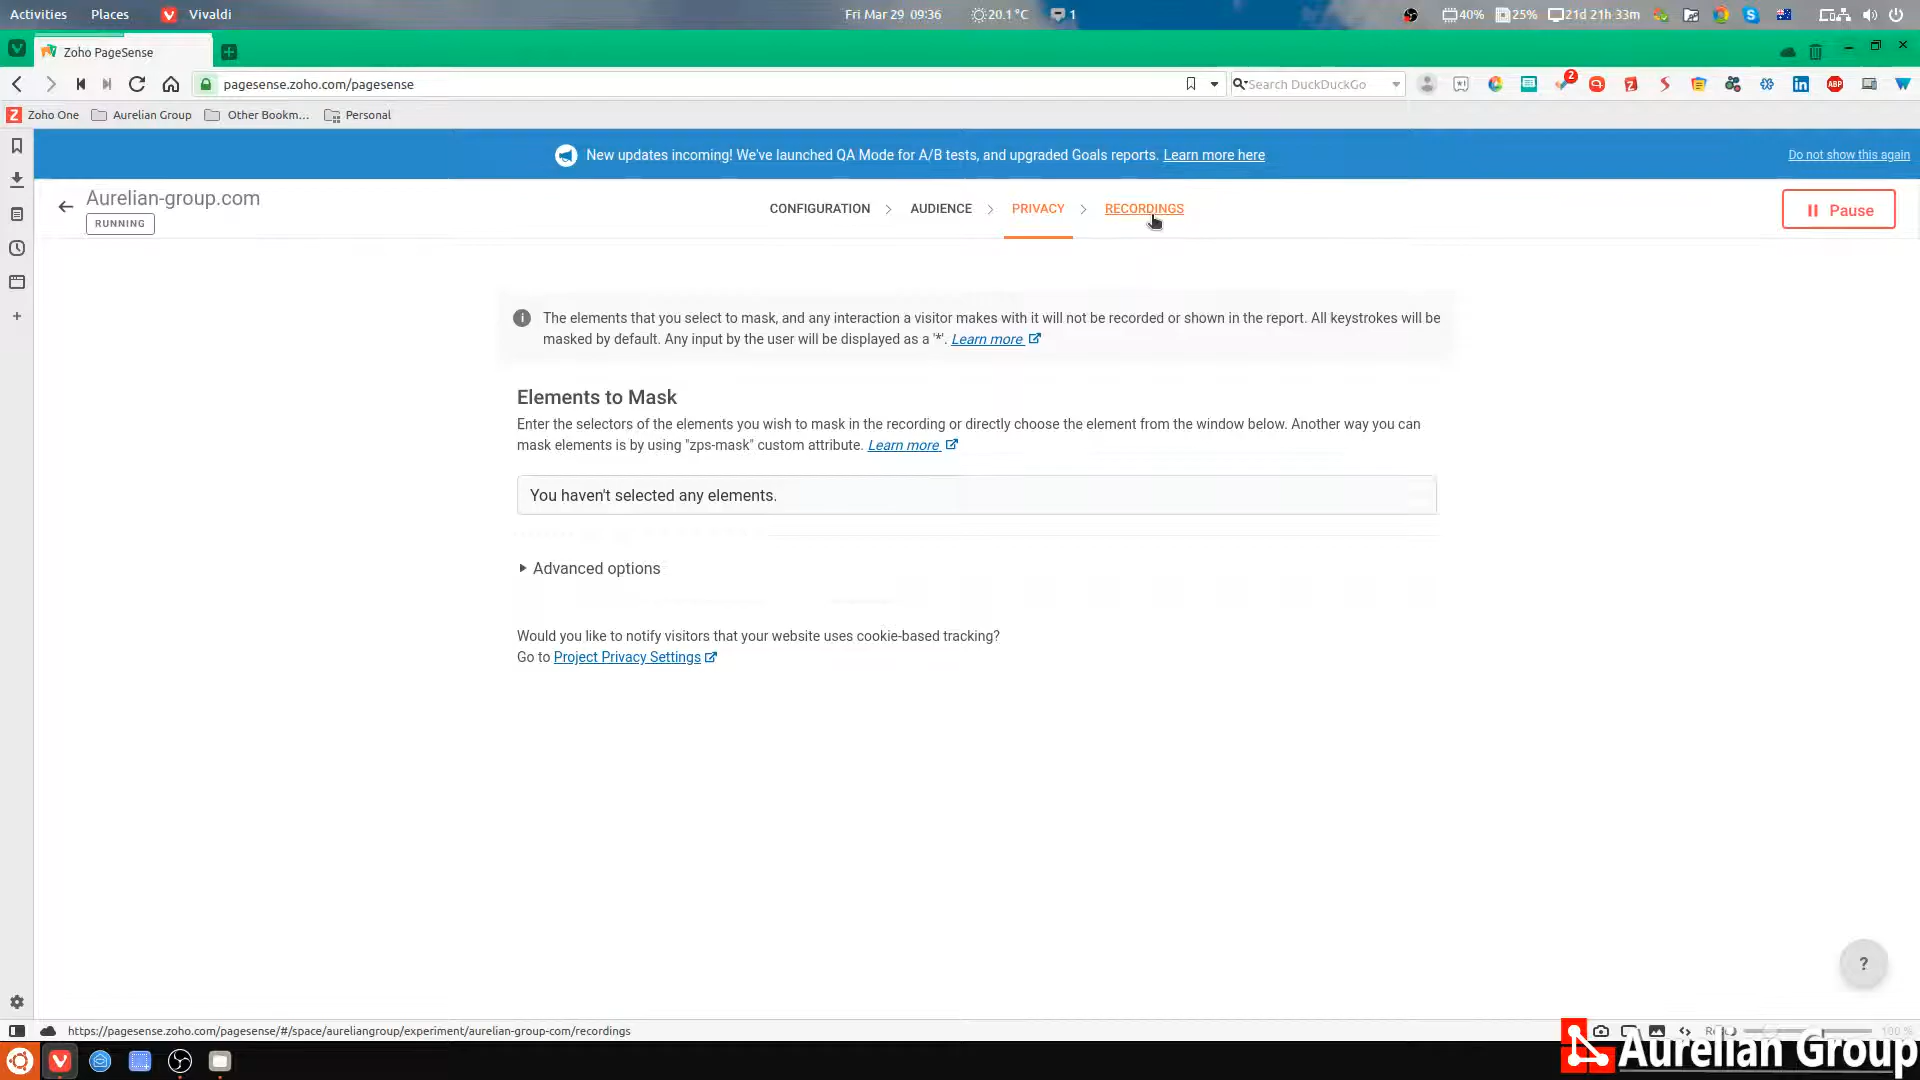 Activities Places Vivaldi Fri Mar 29 09:36 20.1°C 1 40% 25% 21d 21h 33m
Zoho PageSense
pagesense.zoho.com/pagesense Search DuckDuckGo 2
Zoho One Aurelian Group Other Bookm... Personal
New updates incoming! We've launched QA Mode for A/B tests, and upgraded Goals reports. Learn more here Do not show this again
Aurelian-group.com
RUNNING
CONFIGURATION > AUDIENCE > PRIVACY > RECORDINGS
Pause
The elements that you select to mask, and any interaction a visitor makes with it will not be recorded or shown in the report. All keystrokes will be
masked by default. Any input by the user will be displayed as a '*'. Learn more
Elements to Mask
Enter the selectors of the elements you wish to mask in the recording or directly choose the element from the window below. Another way you can
mask elements is by using "zps-mask" custom attribute. Learn more
You haven't selected any elements.
Advanced options
Would you like to notify visitors that your website uses cookie-based tracking?
Go to Project Privacy Settings
?
https://pagesense.zoho.com/pagesense/#/space/aureliangroup/experiment/aurelian-group-com/recordings 100 %
Aurelian Group